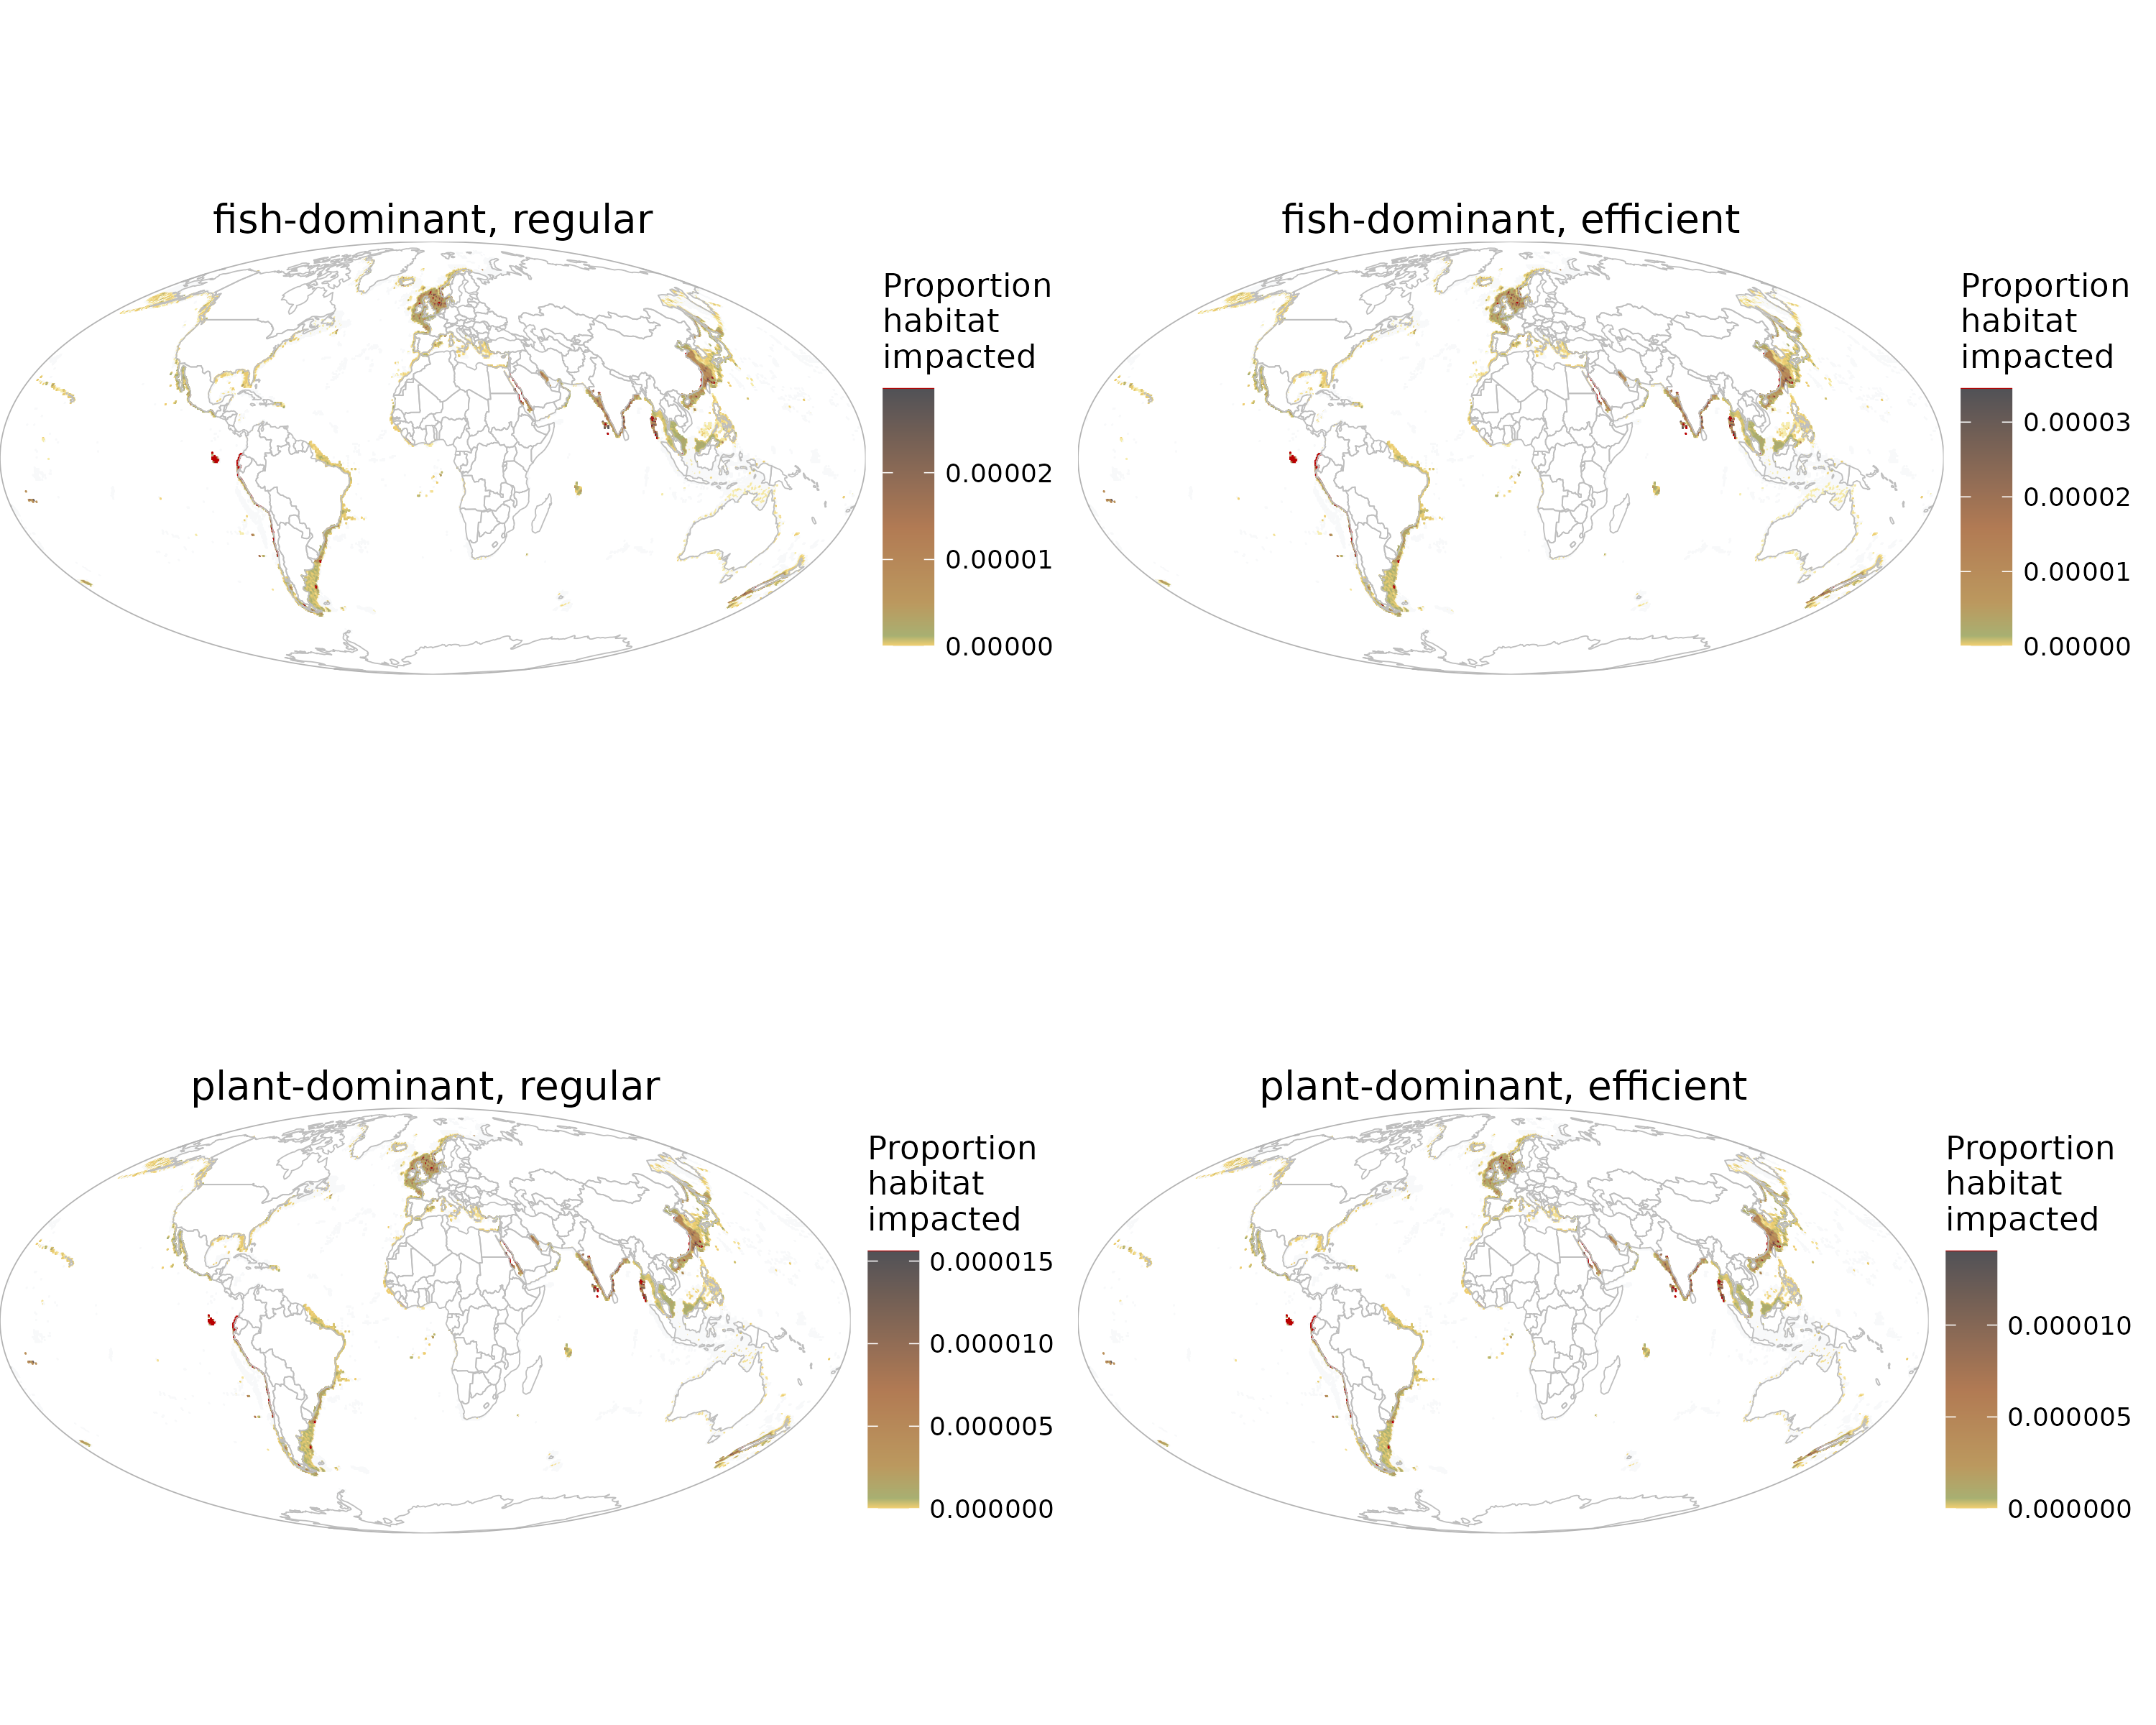 fish-dominant, regular
Proportion
habitat
impacted
0.00002
0.00001
0.00000
fish-dominant, efficient
Proportion
habitat
impacted
0.00003
0.00002
0.00001
0.00000
plant-dominant, regular
Proportion
habitat
impacted
0.000015
0.000010
0.000005
0.000000
plant-dominant, efficient
Proportion
habitat
impacted
0.000010
0.000005
0.000000